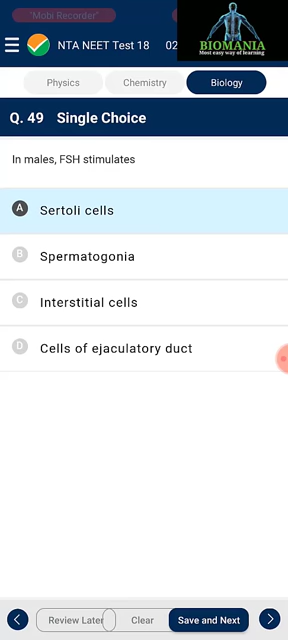 "Mobi Recorder"
NTA NEET Test 18 02
BIOMANIA
Most easy way of learning
Physics Chemistry Biology
Q. 49 Single Choice
In males, FSH stimulates
A Sertoli cells
B Spermatogonia
C Interstitial cells
D Cells of ejaculatory duct
Review Later Clear Save and Next